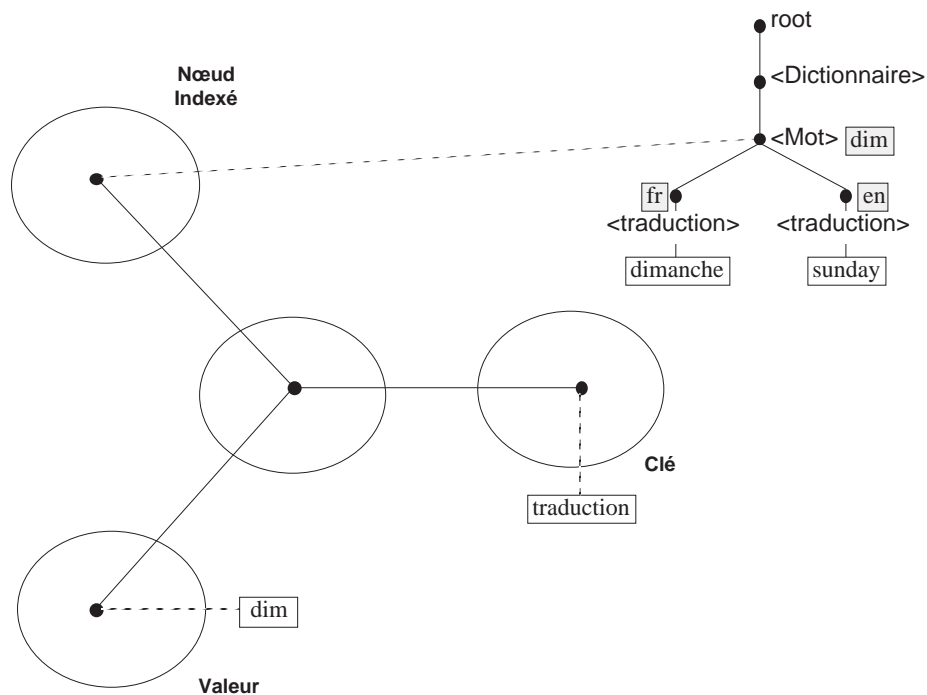 root
Nœud
Indexé
<Dictionnaire>
<Mot> dim
fr en
<traduction> <traduction>
dimanche sunday
Clé
traduction
dim
Valeur